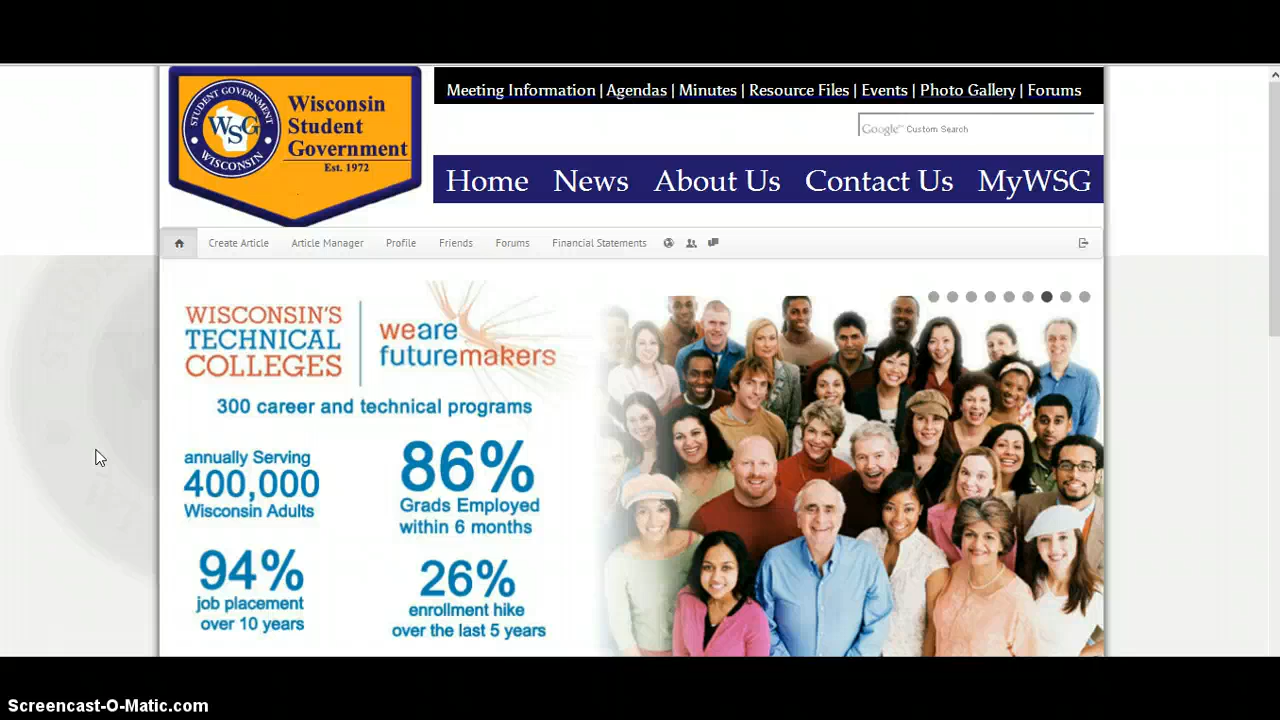 STUDENT GOVERNMENT
WSG
WISCONSIN
Wisconsin
Student
Government
Est. 1972
Meeting Information | Agendas | Minutes | Resource Files | Events | Photo Gallery | Forums
Google™ Custom Search
Home News About Us Contact Us MyWSG
Create Article Article Manager Profile Friends Forums Financial Statements
WISCONSIN'S
TECHNICAL
COLLEGES
weare
futuremakers
300 career and technical programs
annually Serving
400,000
Wisconsin Adults
86%
Grads Employed
within 6 months
94%
job placement
over 10 years
26%
enrollment hike
over the last 5 years
Screencast-O-Matic.com